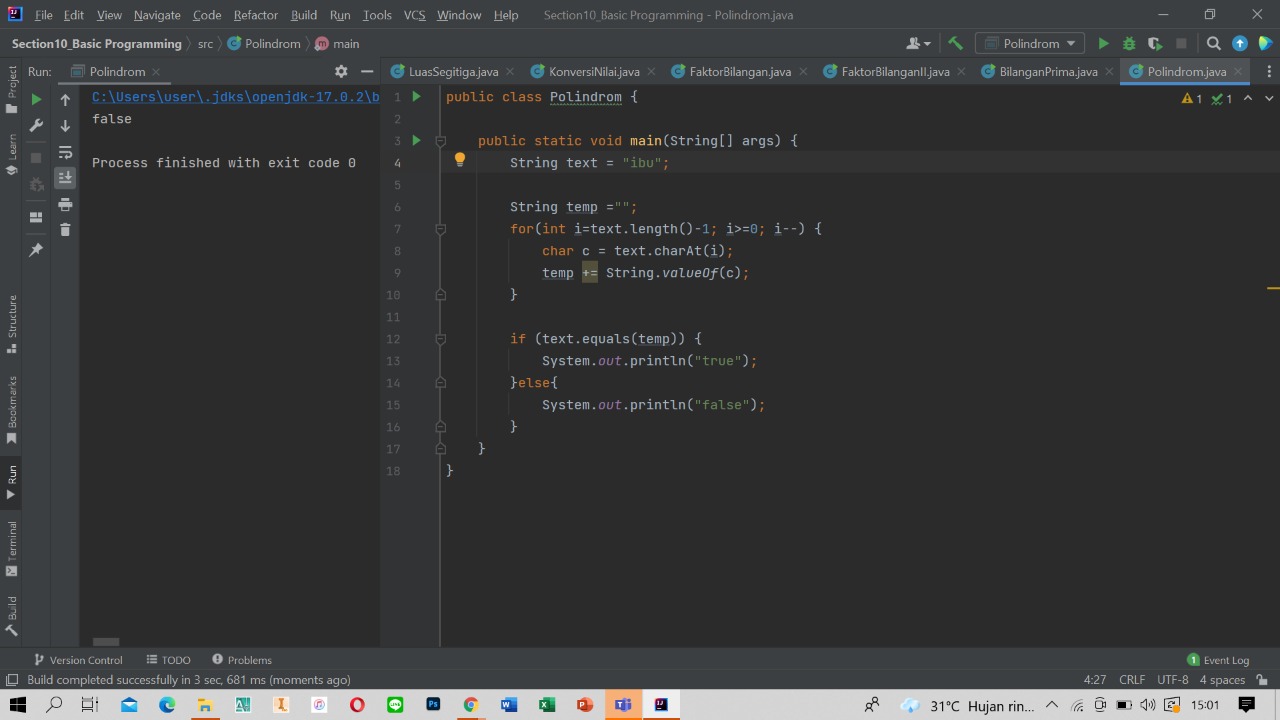 File Edit View Navigate Code Refactor Build Run Tools VCS Window Help Section10_Basic Programming - Polindrom.java
Section10_Basic Programming src Polindrom main Polindrom
Project
Learn
Structure
Bookmarks
Run
Terminal
Build
Run: Polindrom
C:\Users\user\.jdks\openjdk-17.0.2\b
false
Process finished with exit code 0
LuasSegitiga.java KonversiNilai.java FaktorBilangan.java FaktorBilanganII.java BilanganPrima.java Polindrom.java
1 public class Polindrom { 1 1
2
3 public static void main(String[] args) {
4 String text = "ibu";
5
6 String temp ="";
7 for(int i=text.length()-1; i>=0; i--) {
8 char c = text.charAt(i);
9 temp += String.valueOf(c);
10 }
11
12 if (text.equals(temp)) {
13 System.out.println("true");
14 }else{
15 System.out.println("false");
16 }
17 }
18 }
Version Control TODO Problems 1 Event Log
Build completed successfully in 3 sec, 681 ms (moments ago) 4:27 CRLF UTF-8 4 spaces
31°C Hujan rin... 15:01